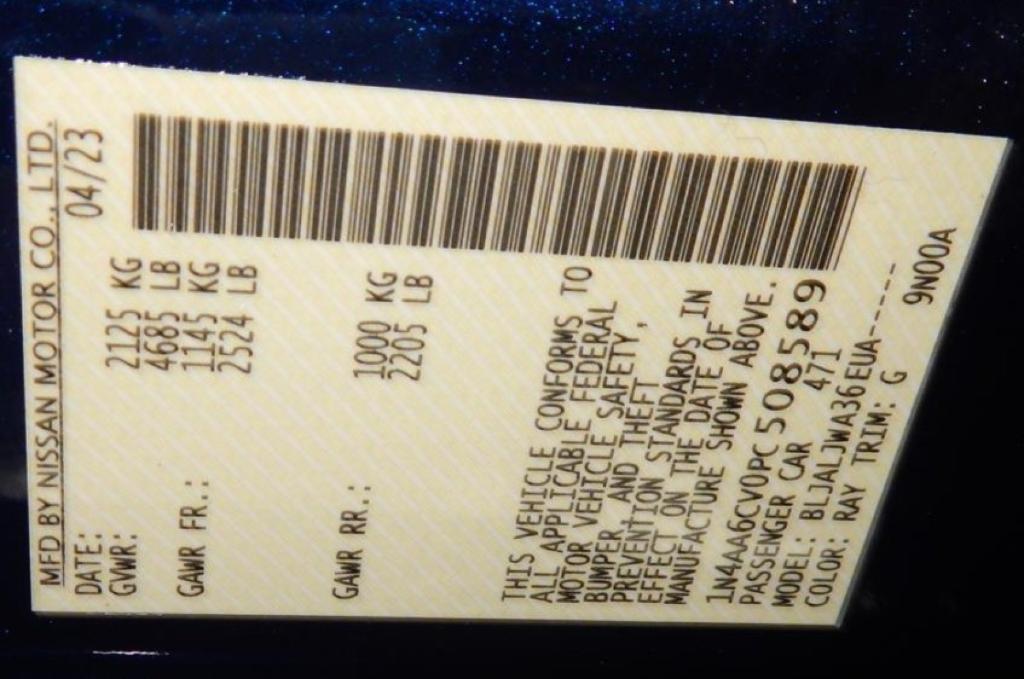 MFD BY NISSAN MOTOR CO., LTD.
DATE: 04/23
GVWR: 2125 KG
4685 LB
GAWR FR.: 1145 KG
2524 LB
GAWR RR.: 1000 KG
2205 LB
THIS VEHICLE CONFORMS TO
ALL APPLICABLE FEDERAL
MOTOR VEHICLE SAFETY,
BUMPER, AND THEFT
PREVENTION STANDARDS IN
EFFECT ON THE DATE OF
MANUFACTURE SHOWN ABOVE.
1N4AA6CV0PC508589
PASSENGER CAR 471
MODEL: BLJALJWA36EUA-----
COLOR: RAY TRIM: G 9N00A